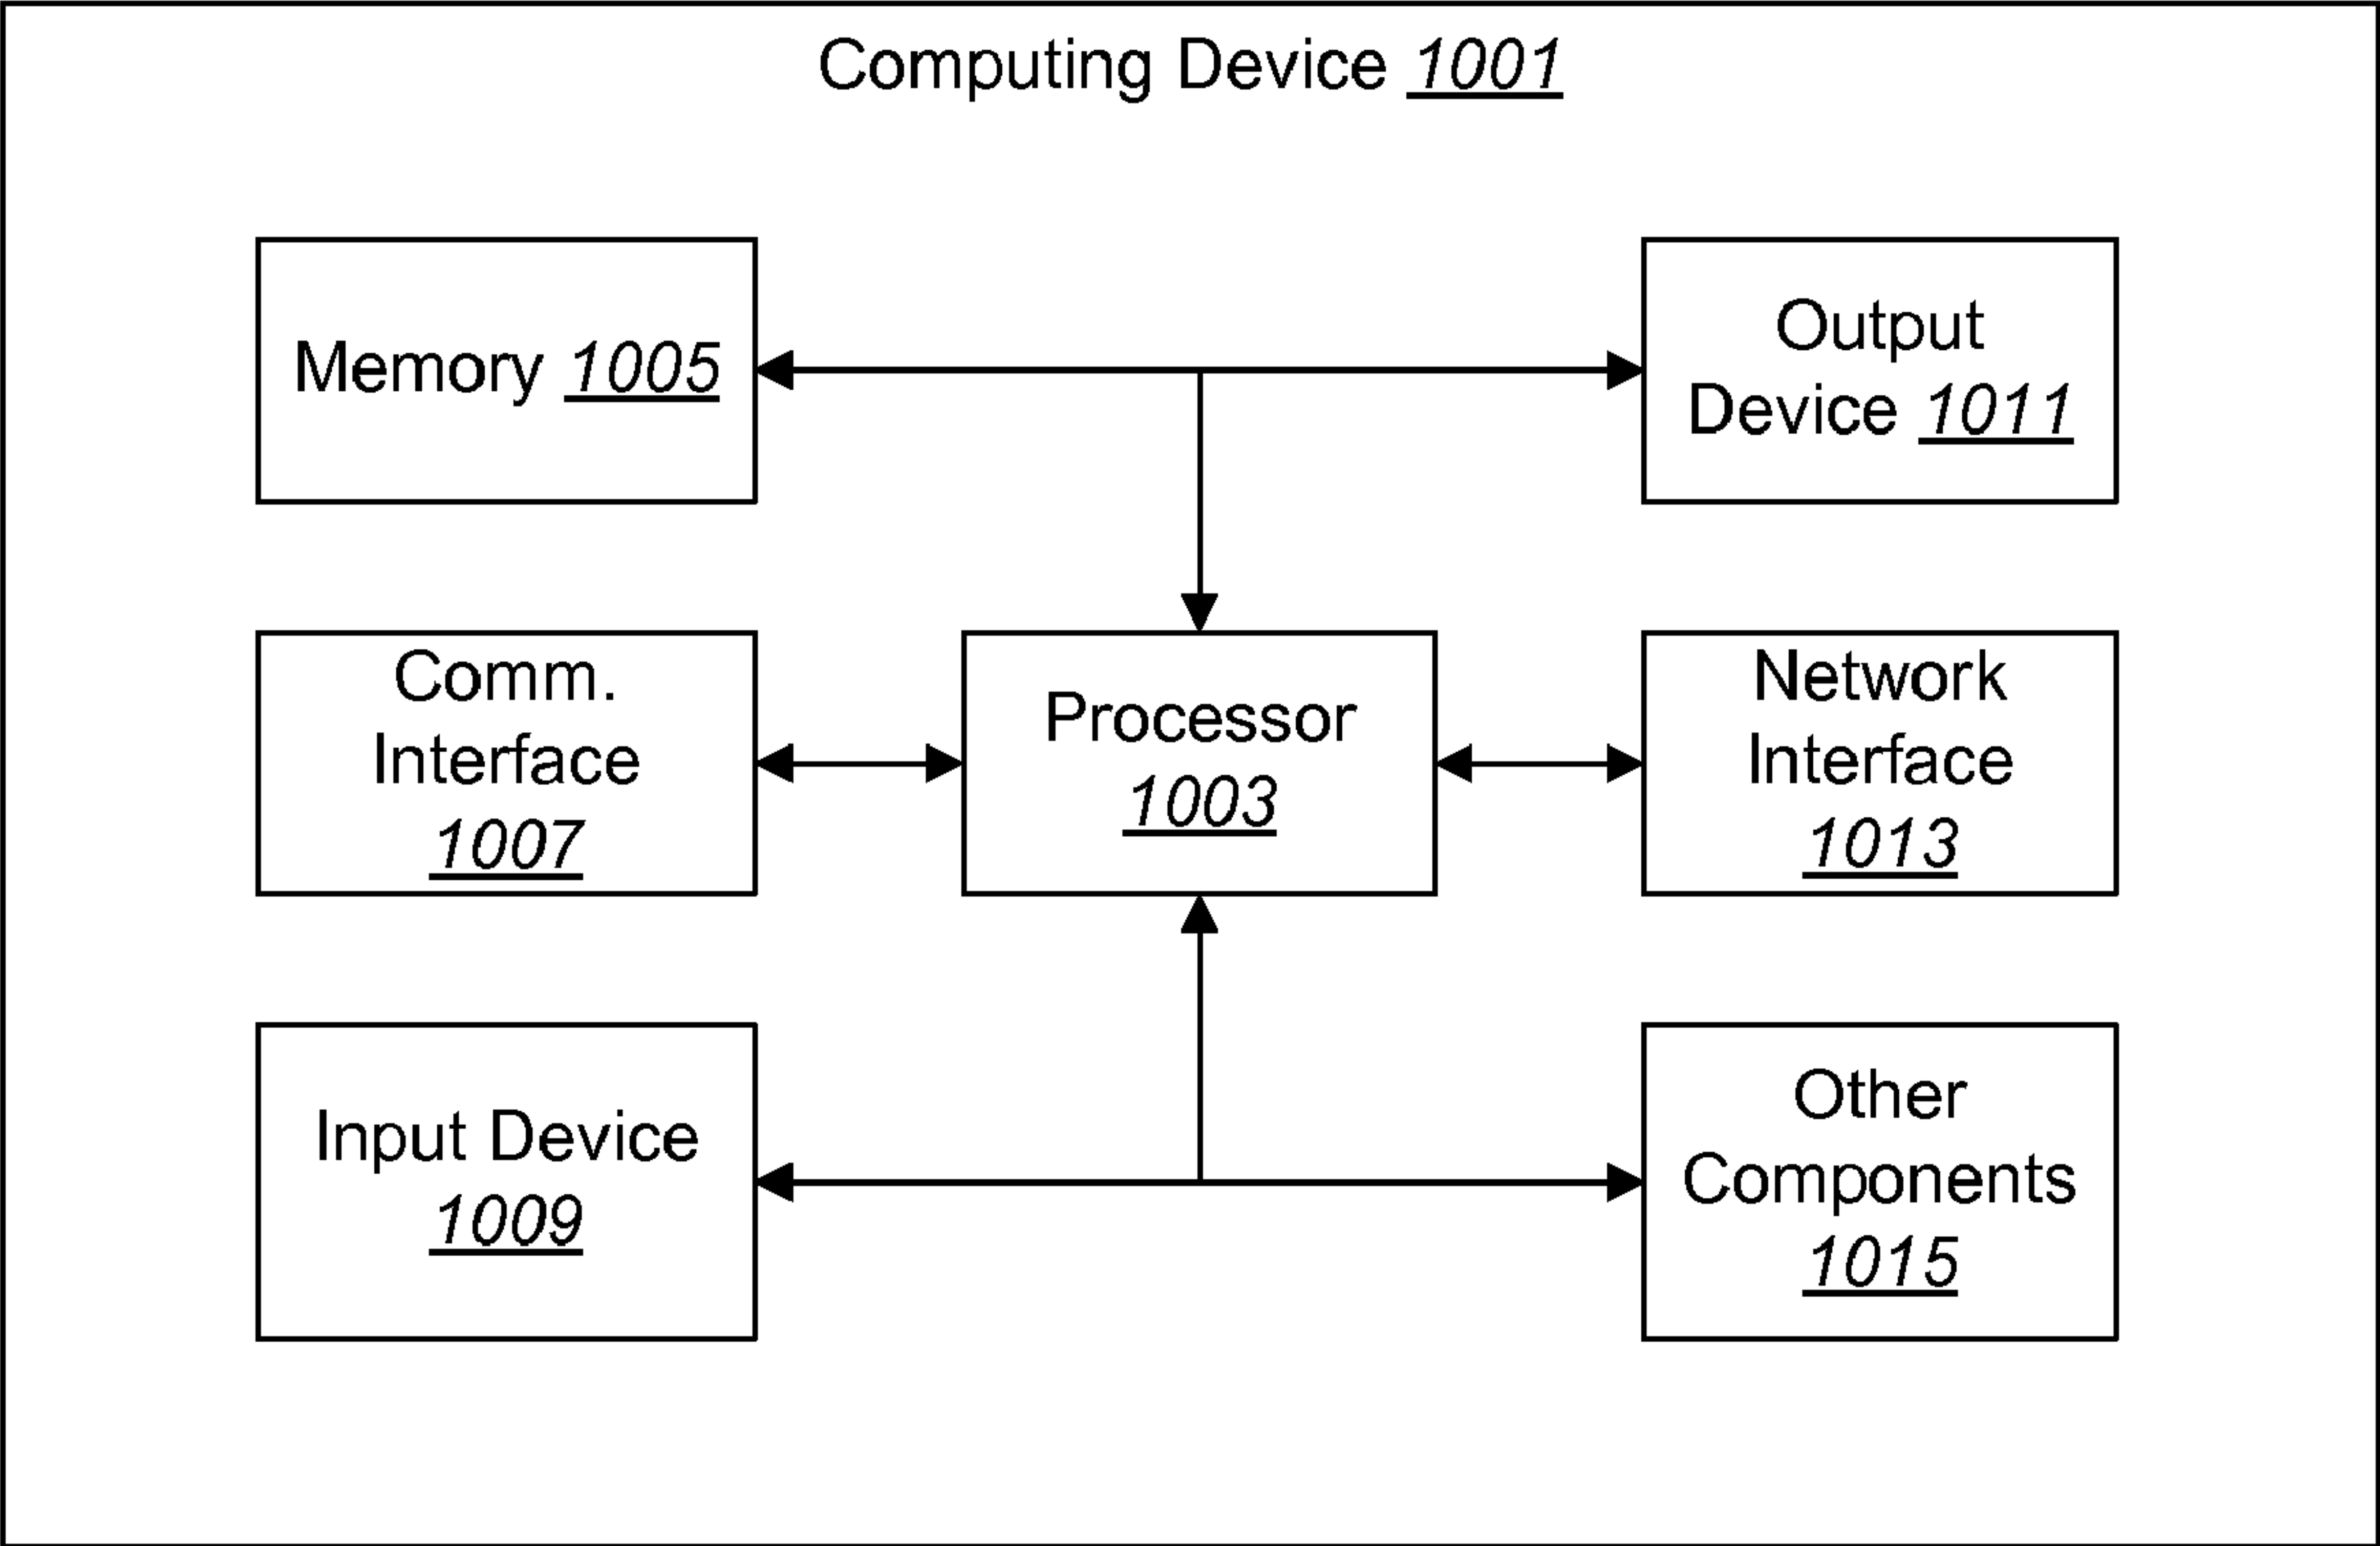 Computing Device 1001
Memory 1005
Output
Device 1011
Comm.
Interface
1007
Processor
1003
Network
Interface
1013
Input Device
1009
Other
Components
1015